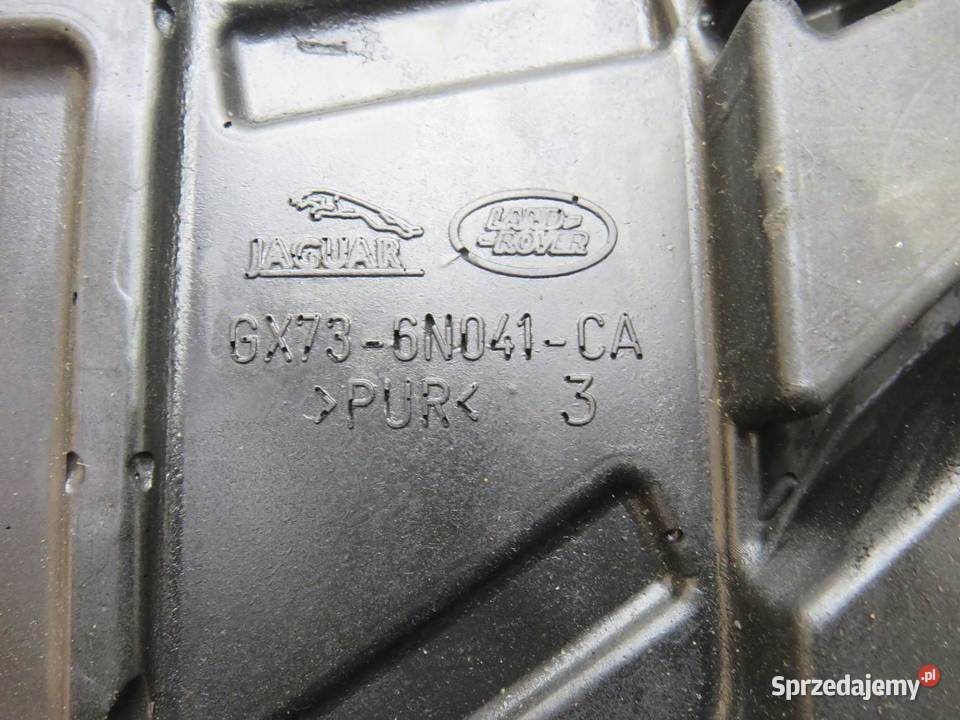 JAGUAR
LAND-
-ROVER
GX73-6N041-CA
>PUR< 3
Sprzedajemy.pl